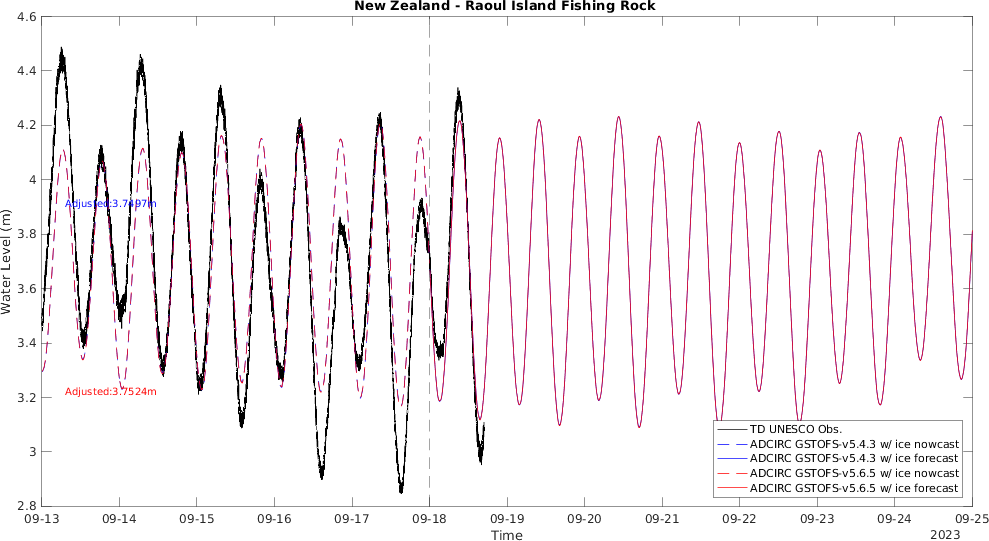 New Zealand - Raoul Island Fishing Rock
Water Level (m)
4.6
4.4
4.2
4
3.8
3.6
3.4
3.2
3
2.8
Adjusted:3.7497m
Adjusted:3.7524m
TD UNESCO Obs.
ADCIRC GSTOFS-v5.4.3 w/ ice nowcast
ADCIRC GSTOFS-v5.4.3 w/ ice forecast
ADCIRC GSTOFS-v5.6.5 w/ ice nowcast
ADCIRC GSTOFS-v5.6.5 w/ ice forecast
09-13 09-14 09-15 09-16 09-17 09-18 09-19 09-20 09-21 09-22 09-23 09-24 09-25
Time
2023